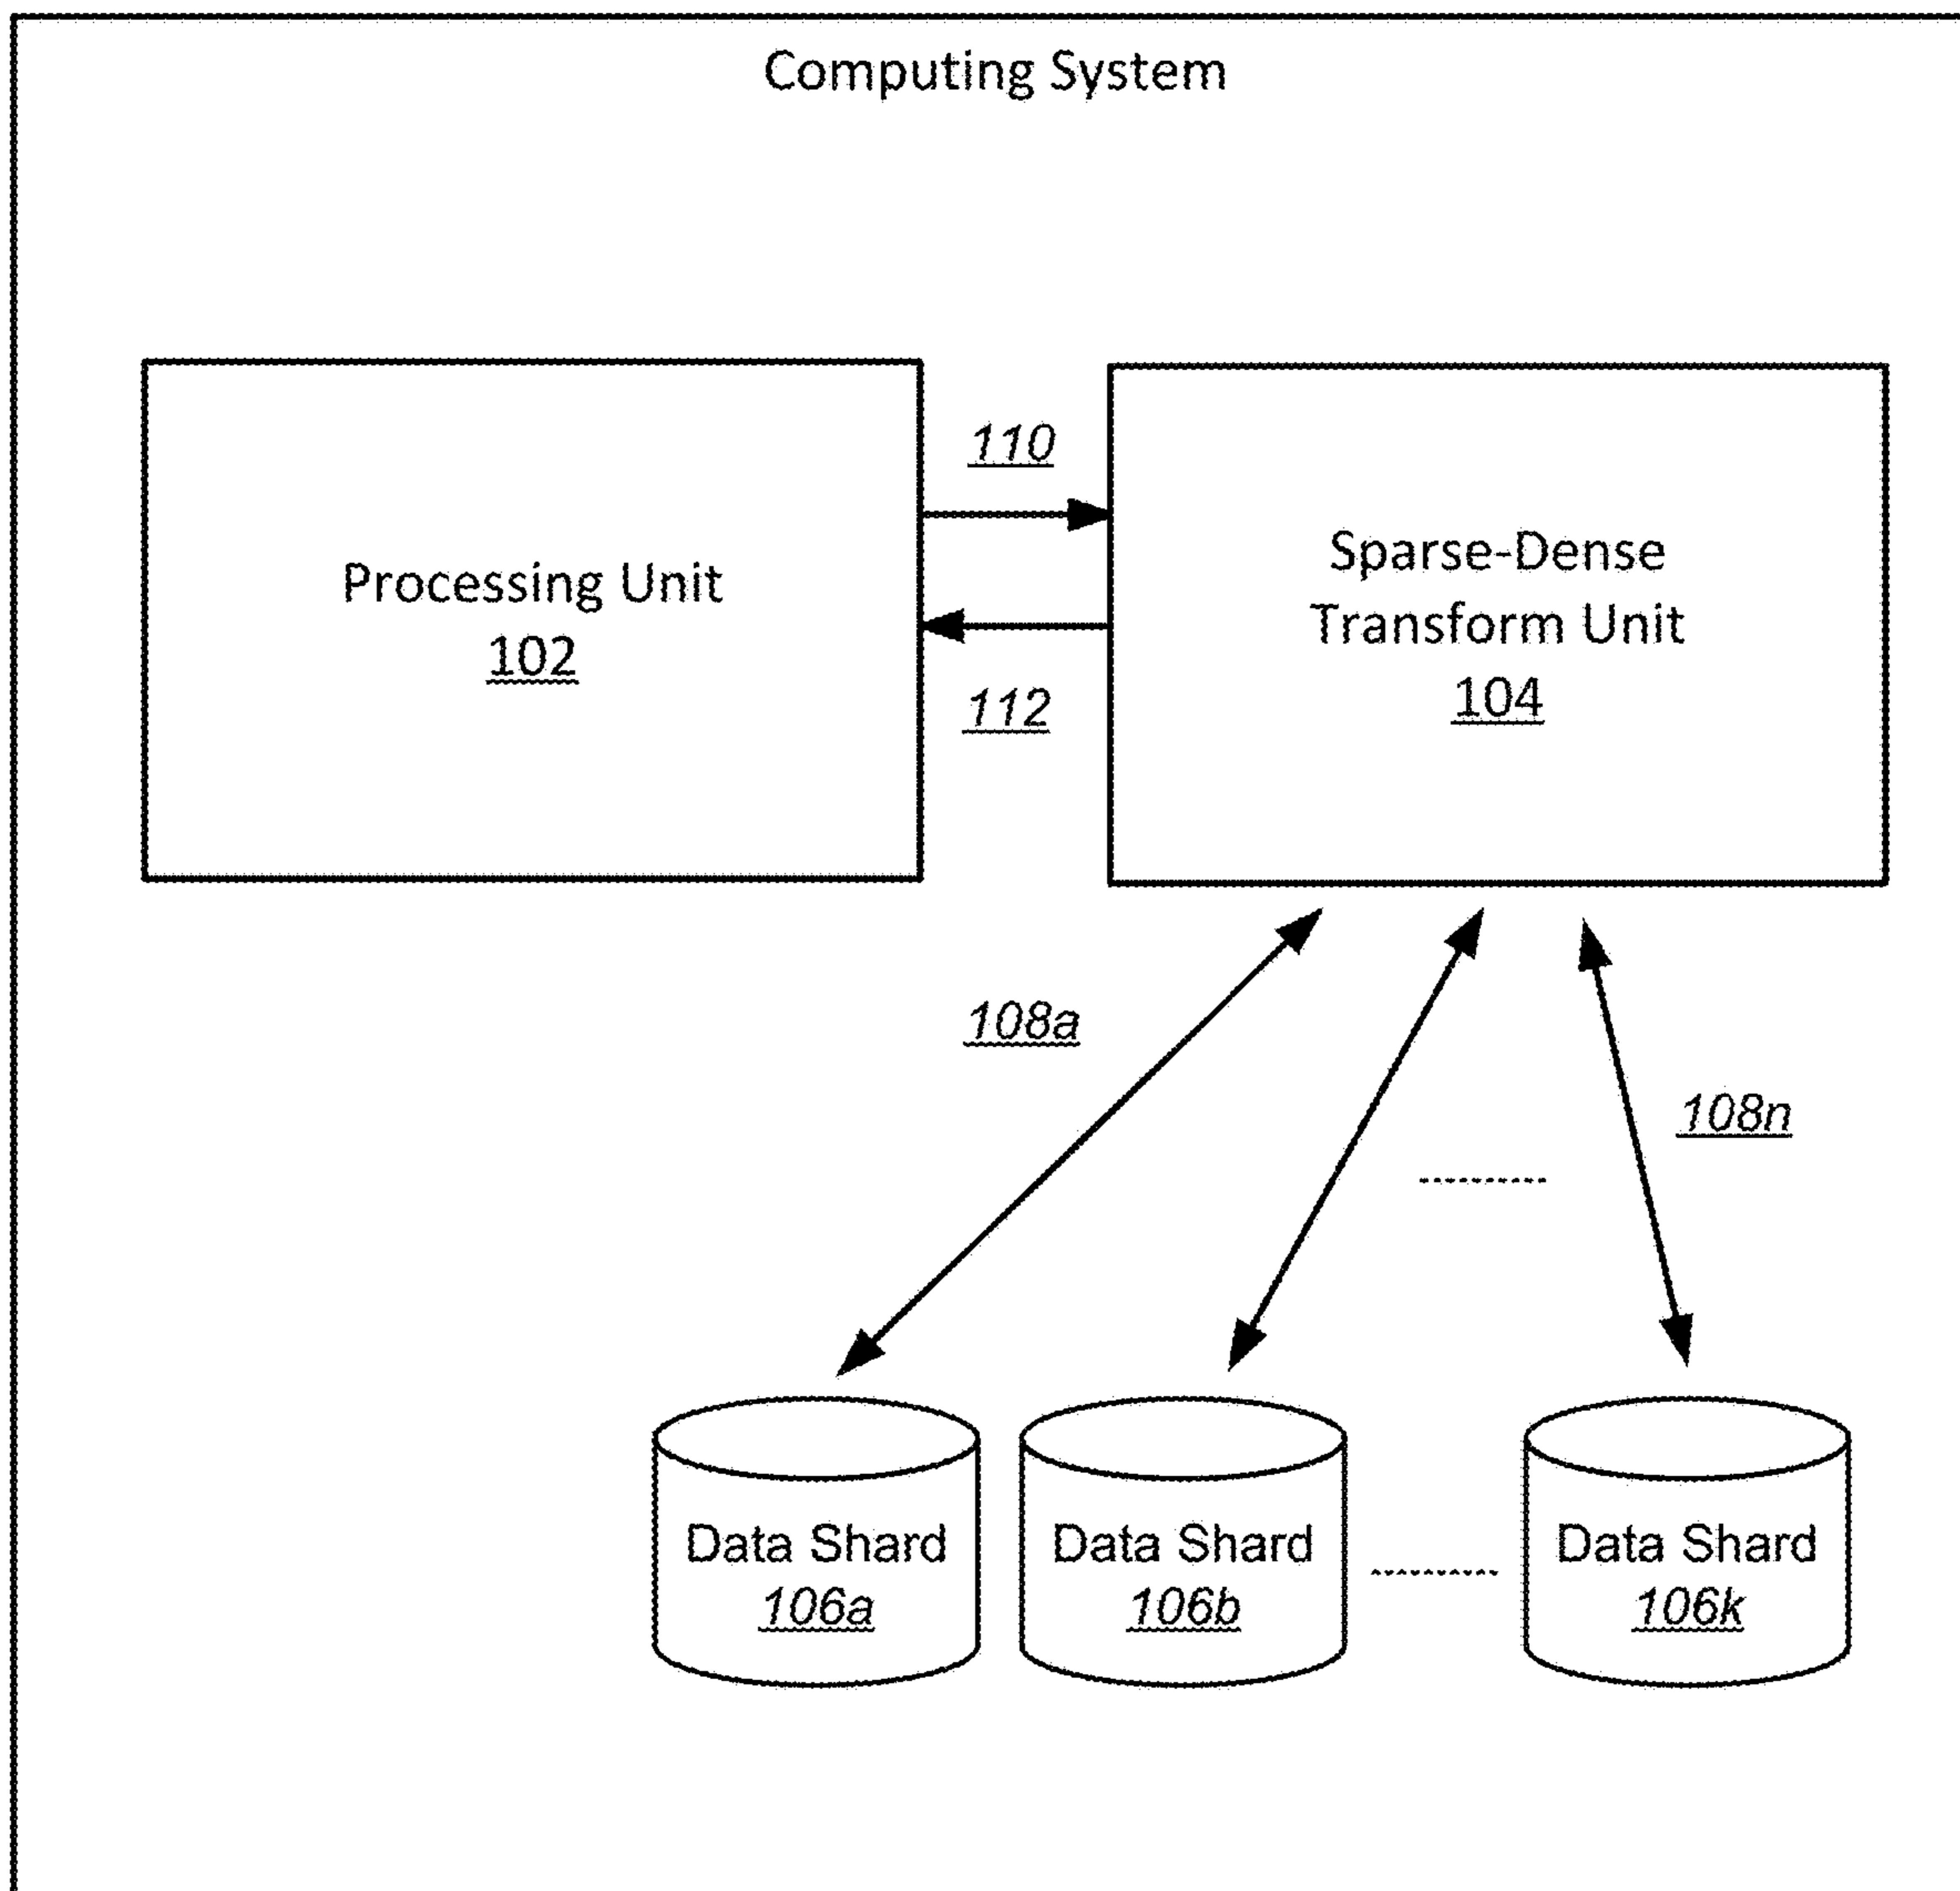 Computing System
110
Processing Unit
102
Sparse-Dense
Transform Unit
104
112
108a
108n
Data Shard
106a
Data Shard
106b
Data Shard
106k